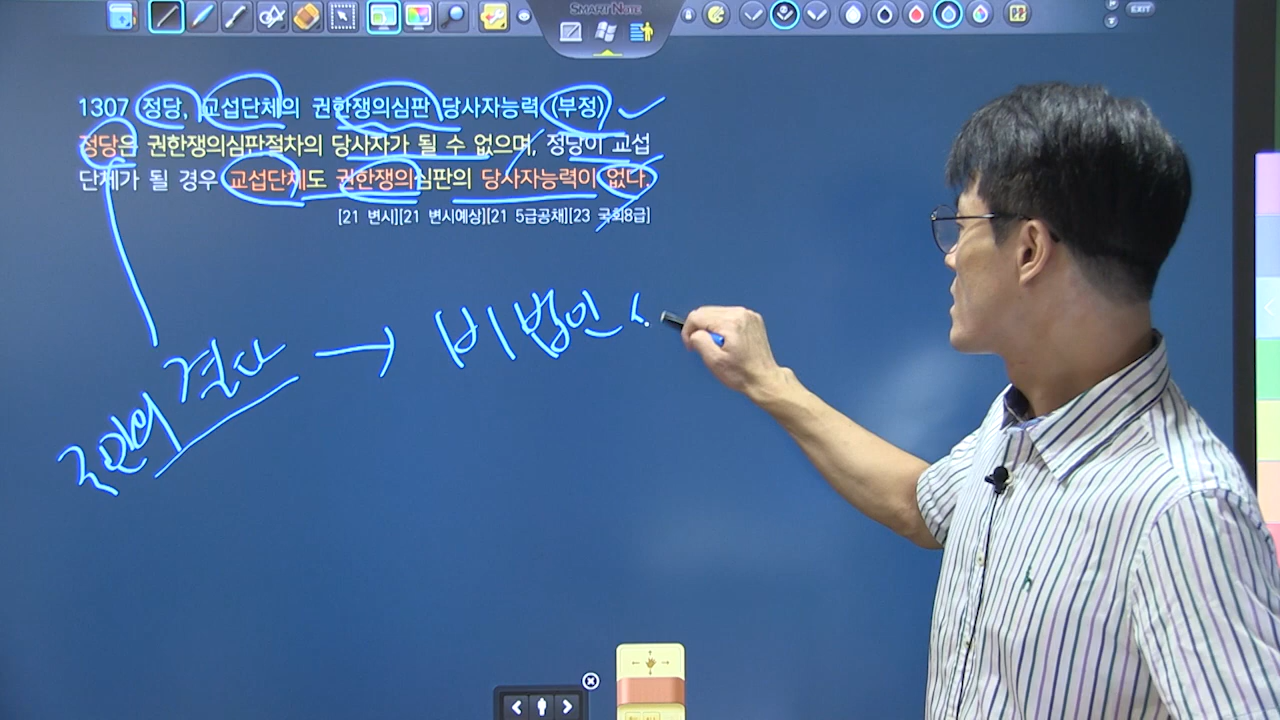 SMART NOTE
EXIT
1307 정당, 교섭단체의 권한쟁의심판 당사자능력 (부정)
정당은 권한쟁의심판절차의 당사자가 될 수 없으며, 정당이 교섭
단체가 될 경우 교섭단체도 권한쟁의심판의 당사자능력이 없다.
[21 변시][21 변시예상][21 5급공채][23 국회8급]
국민의 결사 → 비법인